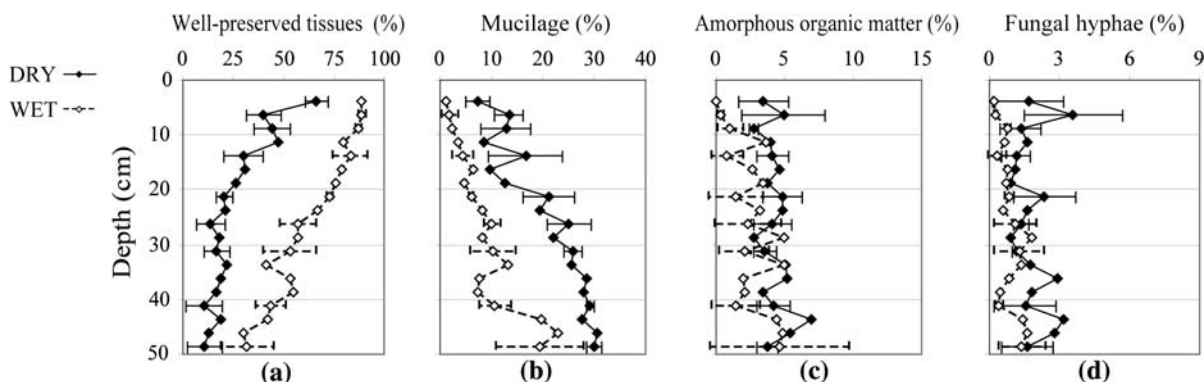 Well-preserved tissues (%) Mucilage (%) Amorphous organic matter (%) Fungal hyphae (%)
0 25 50 75 100 0 10 20 30 40 0 5 10 15 0 3 6 9
DRY
WET
Depth (cm)
0
10
20
30
40
50
(a) (b) (c) (d)